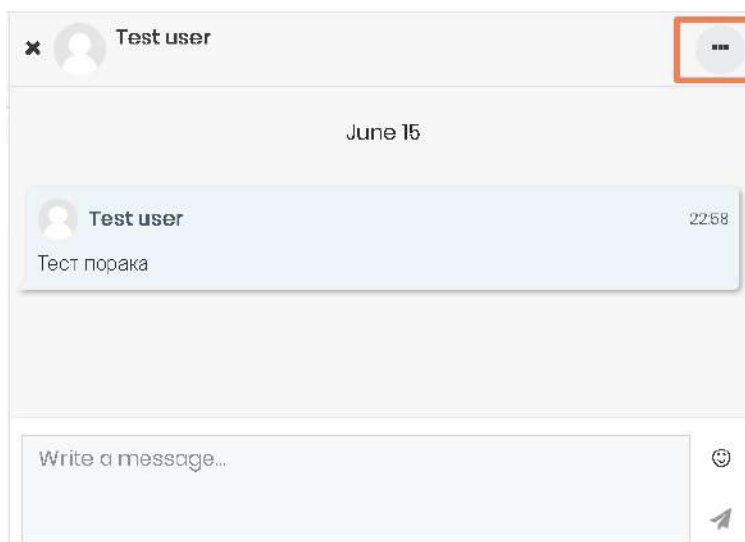 Test user
June 15
Test user
22:58
Тест порака
Write a message...